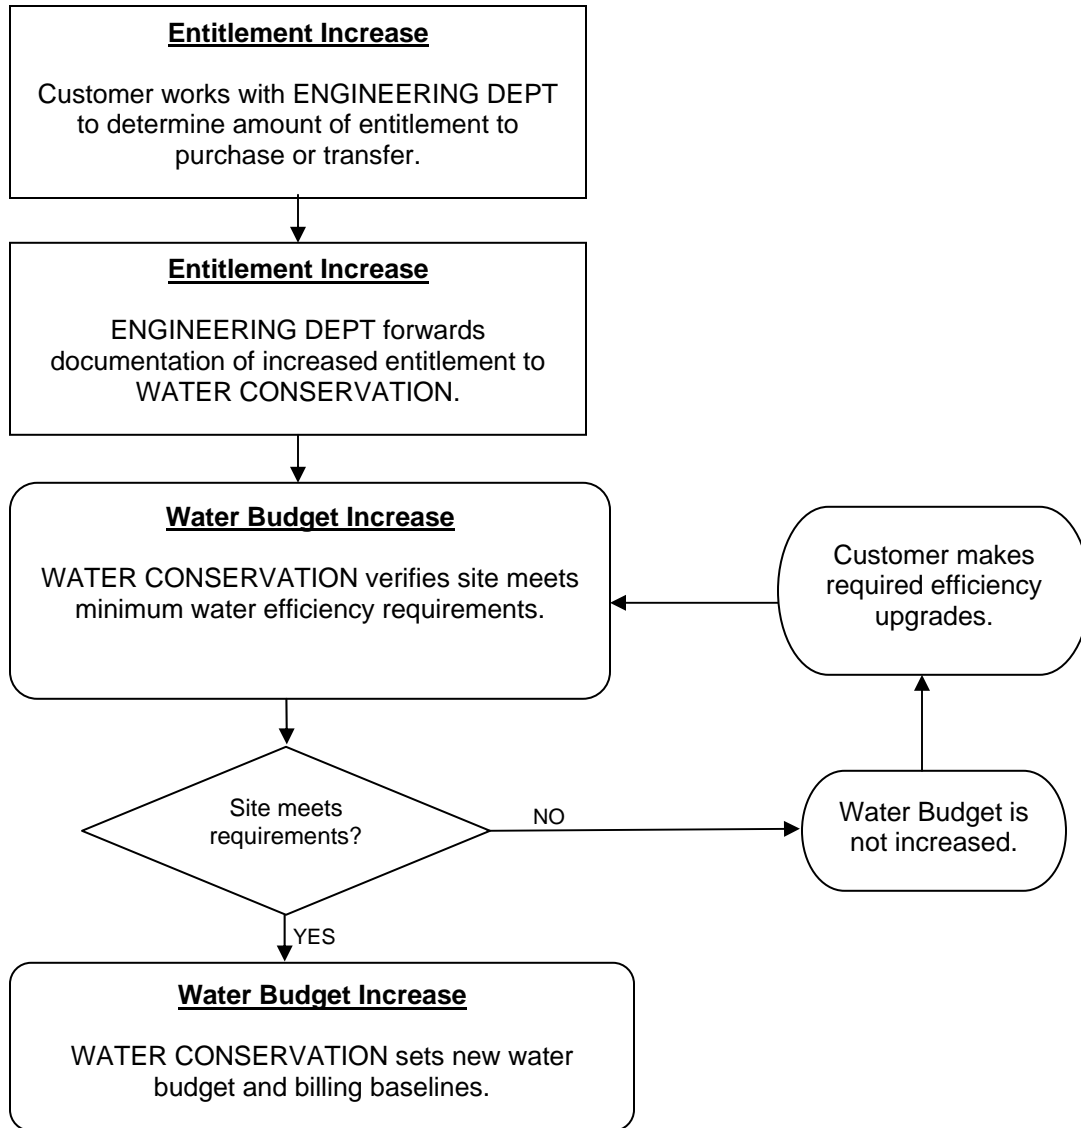 Entitlement Increase
Customer works with ENGINEERING DEPT
to determine amount of entitlement to
purchase or transfer.
Entitlement Increase
ENGINEERING DEPT forwards
documentation of increased entitlement to
WATER CONSERVATION.
Water Budget Increase
WATER CONSERVATION verifies site meets
minimum water efficiency requirements.
Customer makes
required efficiency
upgrades.
Site meets
requirements?
NO
Water Budget is
not increased.
YES
Water Budget Increase
WATER CONSERVATION sets new water
budget and billing baselines.